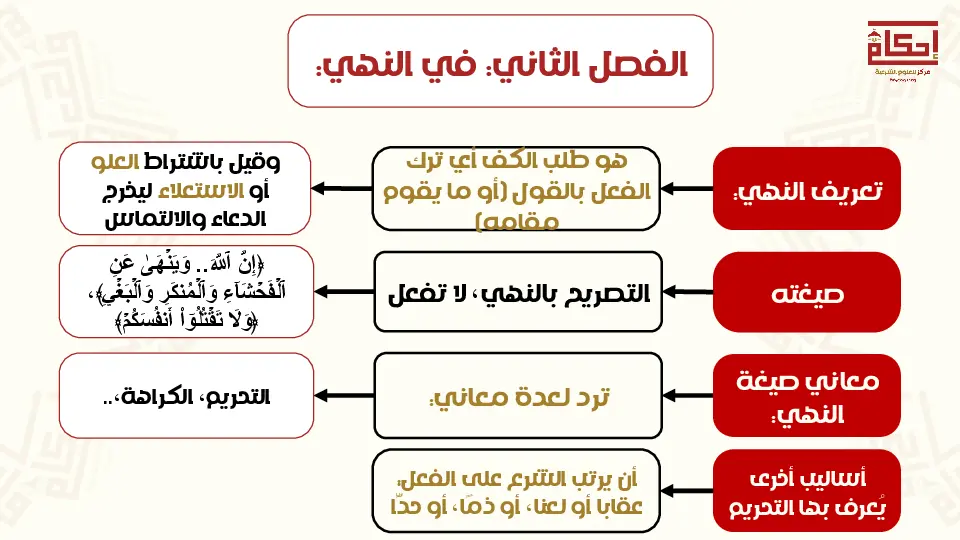 إحكام
مركز للعلوم الشرعية
الفصل الثاني: في النهي:
تعريف النهي:
هو طلب الكف أي ترك
الفعل بالقول (أو ما يقوم
مقامه)
وقيل باشتراط العلو
أو الاستعلاء ليخرج
الدعاء والالتماس
صيغته
التصريح بالنهي، لا تفعل
﴿إِنَّ ٱللَّهَ.. وَيَنۡهَىٰ عَنِ
ٱلۡفَحۡشَآءِ وَٱلۡمُنكَرِ وَٱلۡبَغۡيِ﴾،
﴿وَلَا تَقۡتُلُوٓاْ أَنفُسَكُمۡ﴾
معاني صيغة
النهي:
ترد لعدة معاني:
التحريم، الكراهة،..
أساليب أخرى
يُعرف بها التحريم
أن يرتب الشرع على الفعل:
عقابا أو لعنا، أو ذمّا، أو حدّا